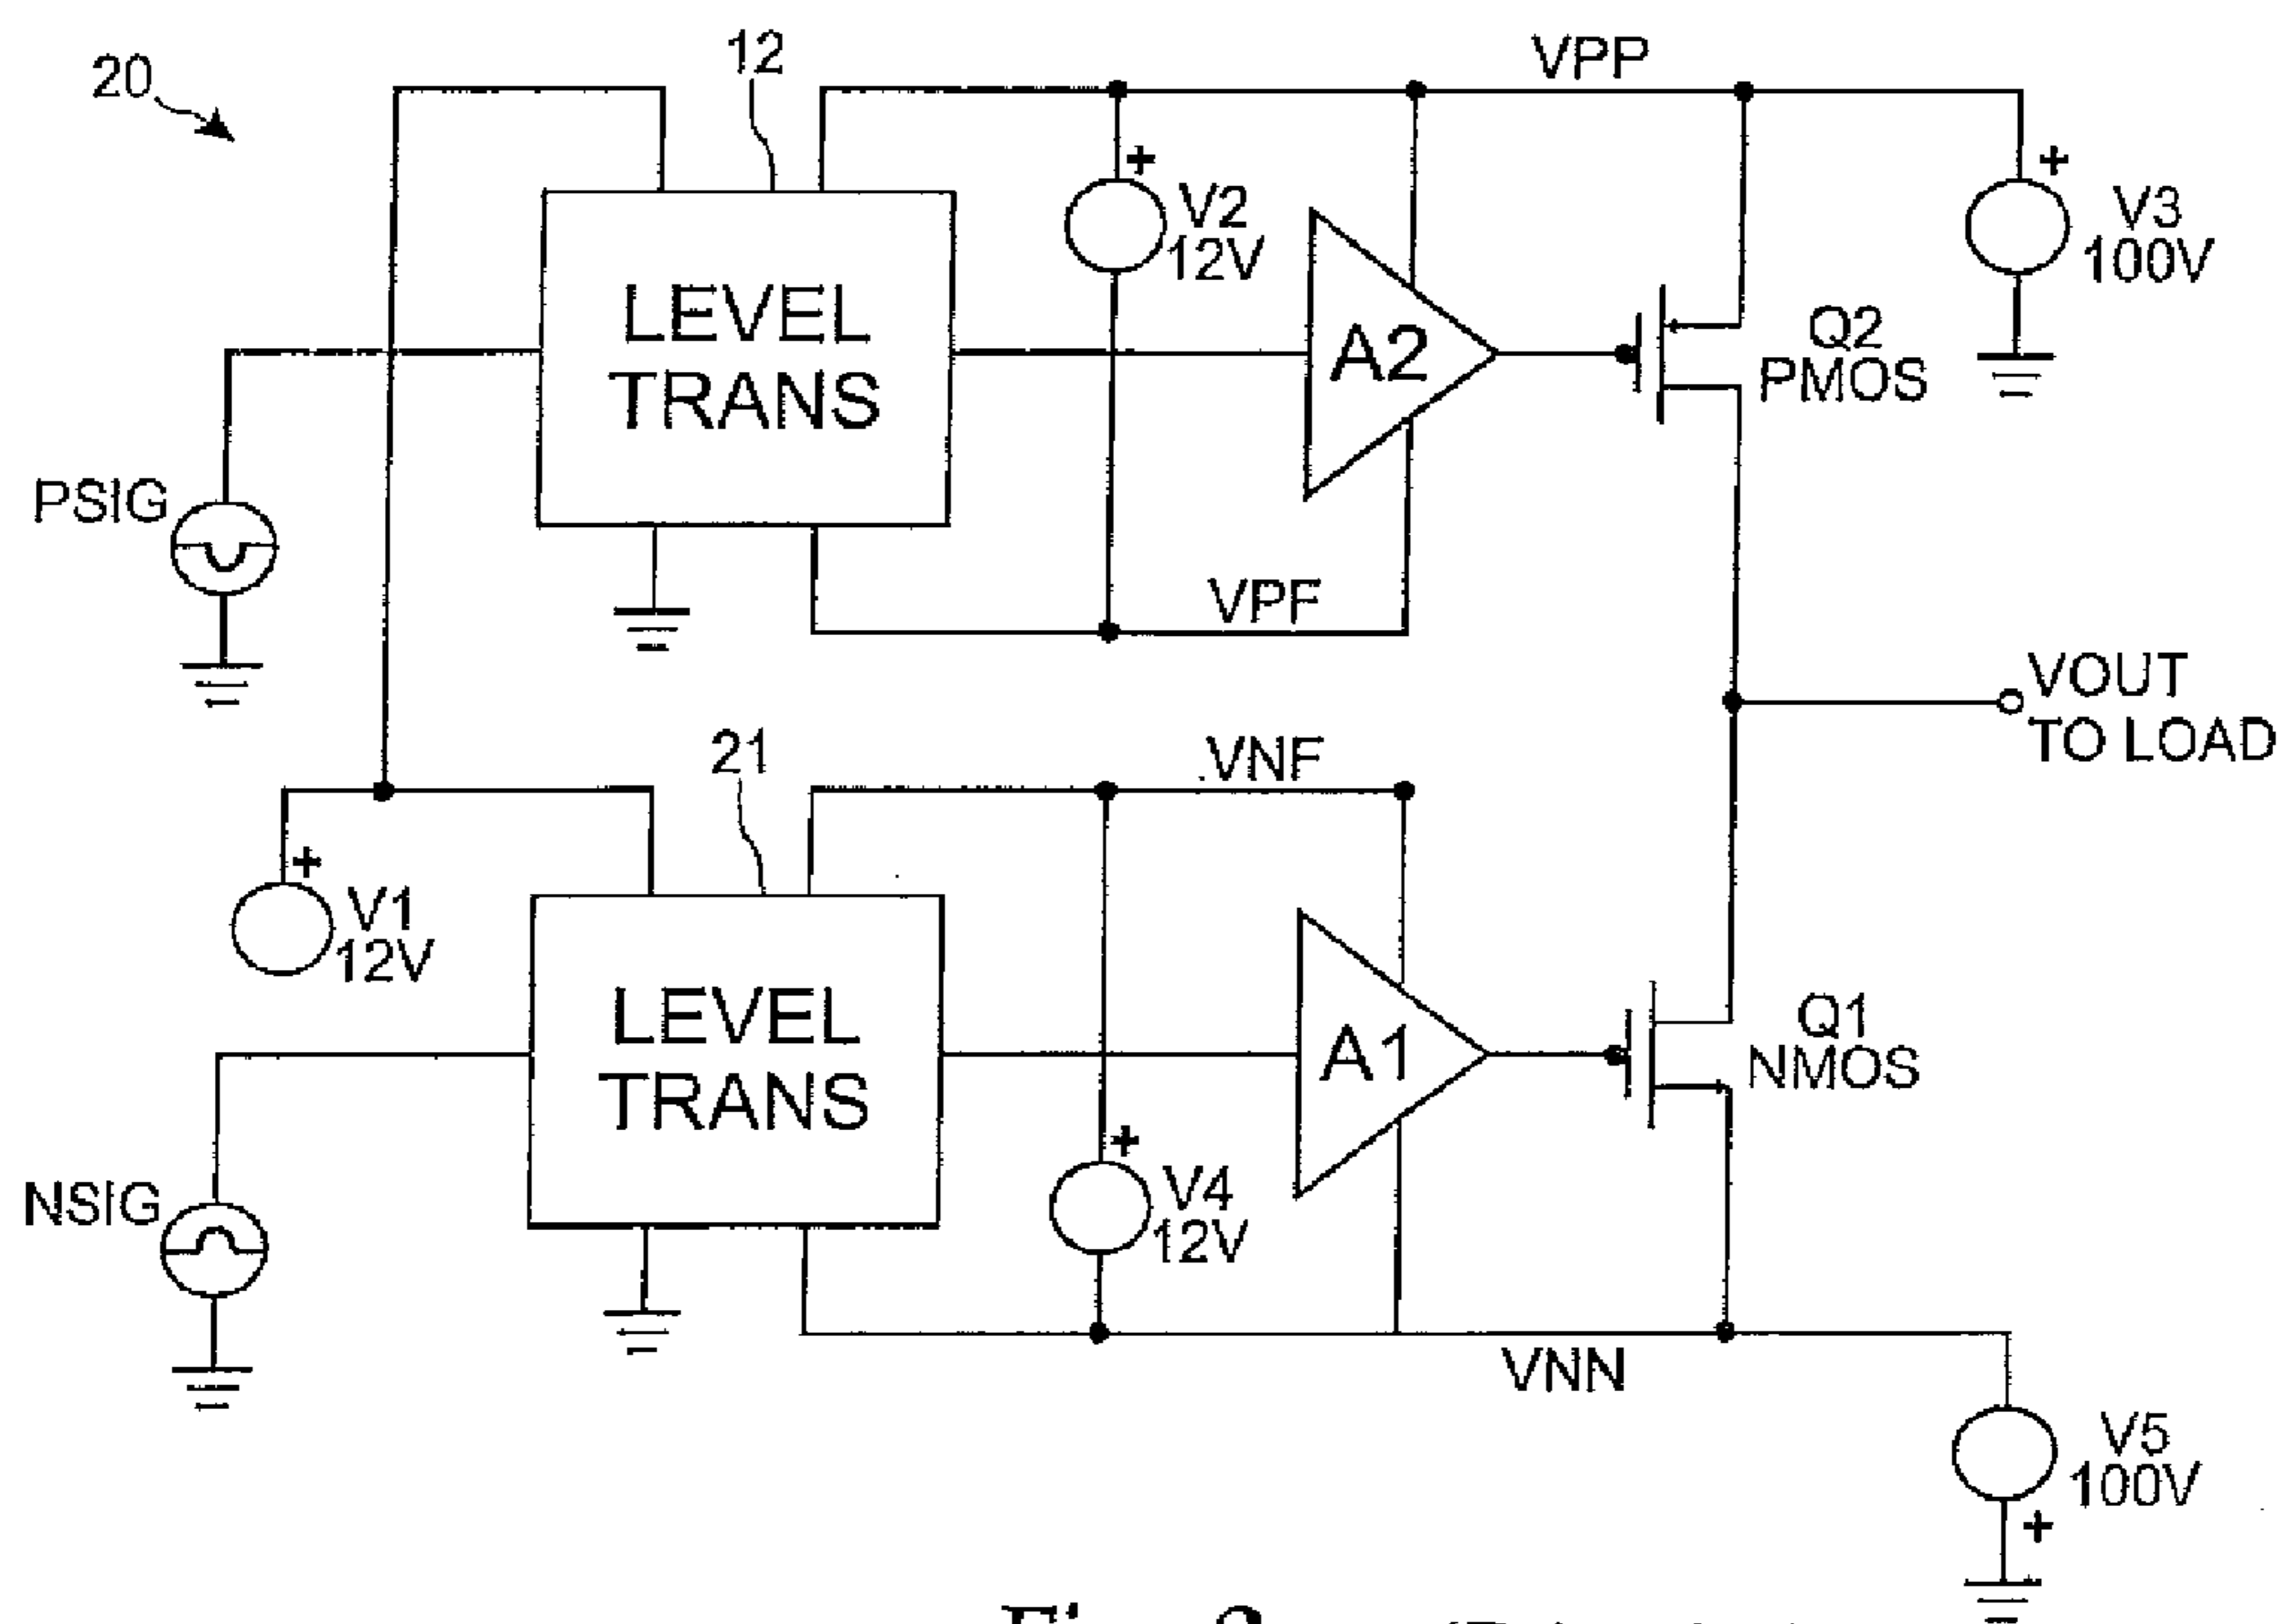 20
12
VPP
V2
12V
V3
100V
LEVEL
TRANS
A2
Q2
PMOS
PSIG
VPF
VOUT
TO LOAD
21
VNF
V1
12V
LEVEL
TRANS
A1
Q1
NMOS
NSIG
V4
12V
VNN
V5
100V